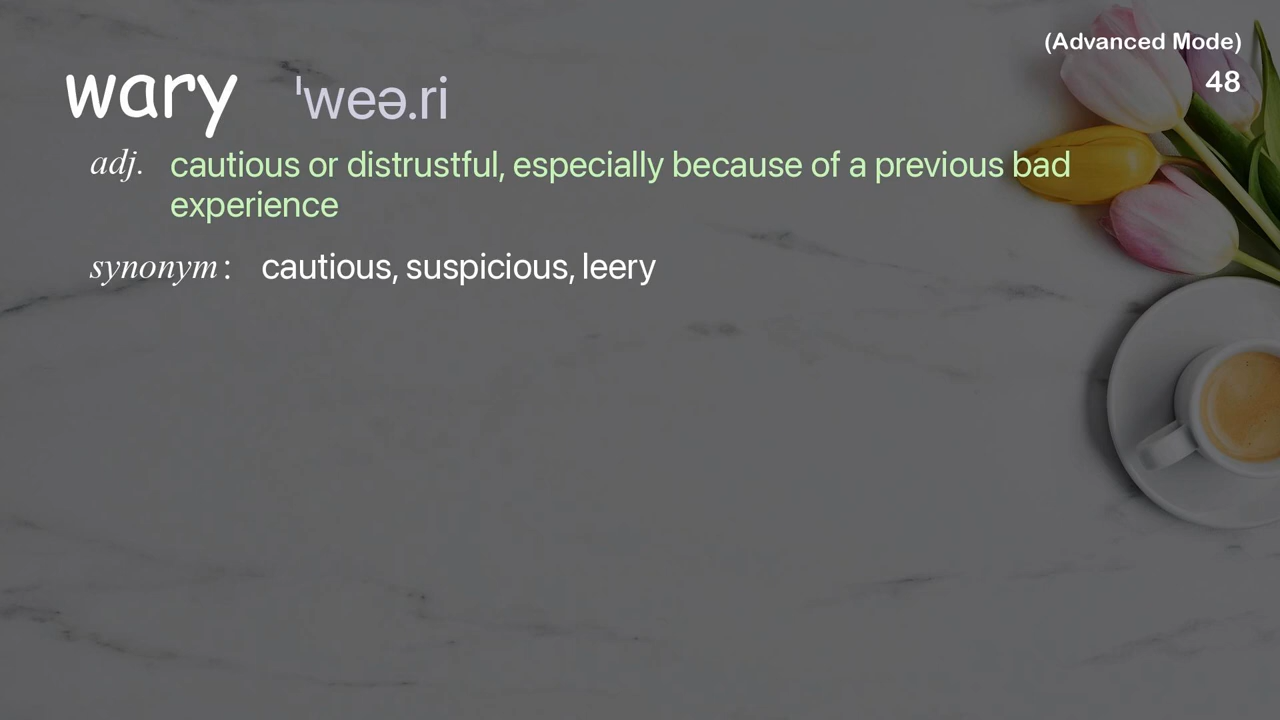 (Advanced Mode)
48
wary ˈweə.ri
adj. cautious or distrustful, especially because of a previous bad
experience
synonym: cautious, suspicious, leery